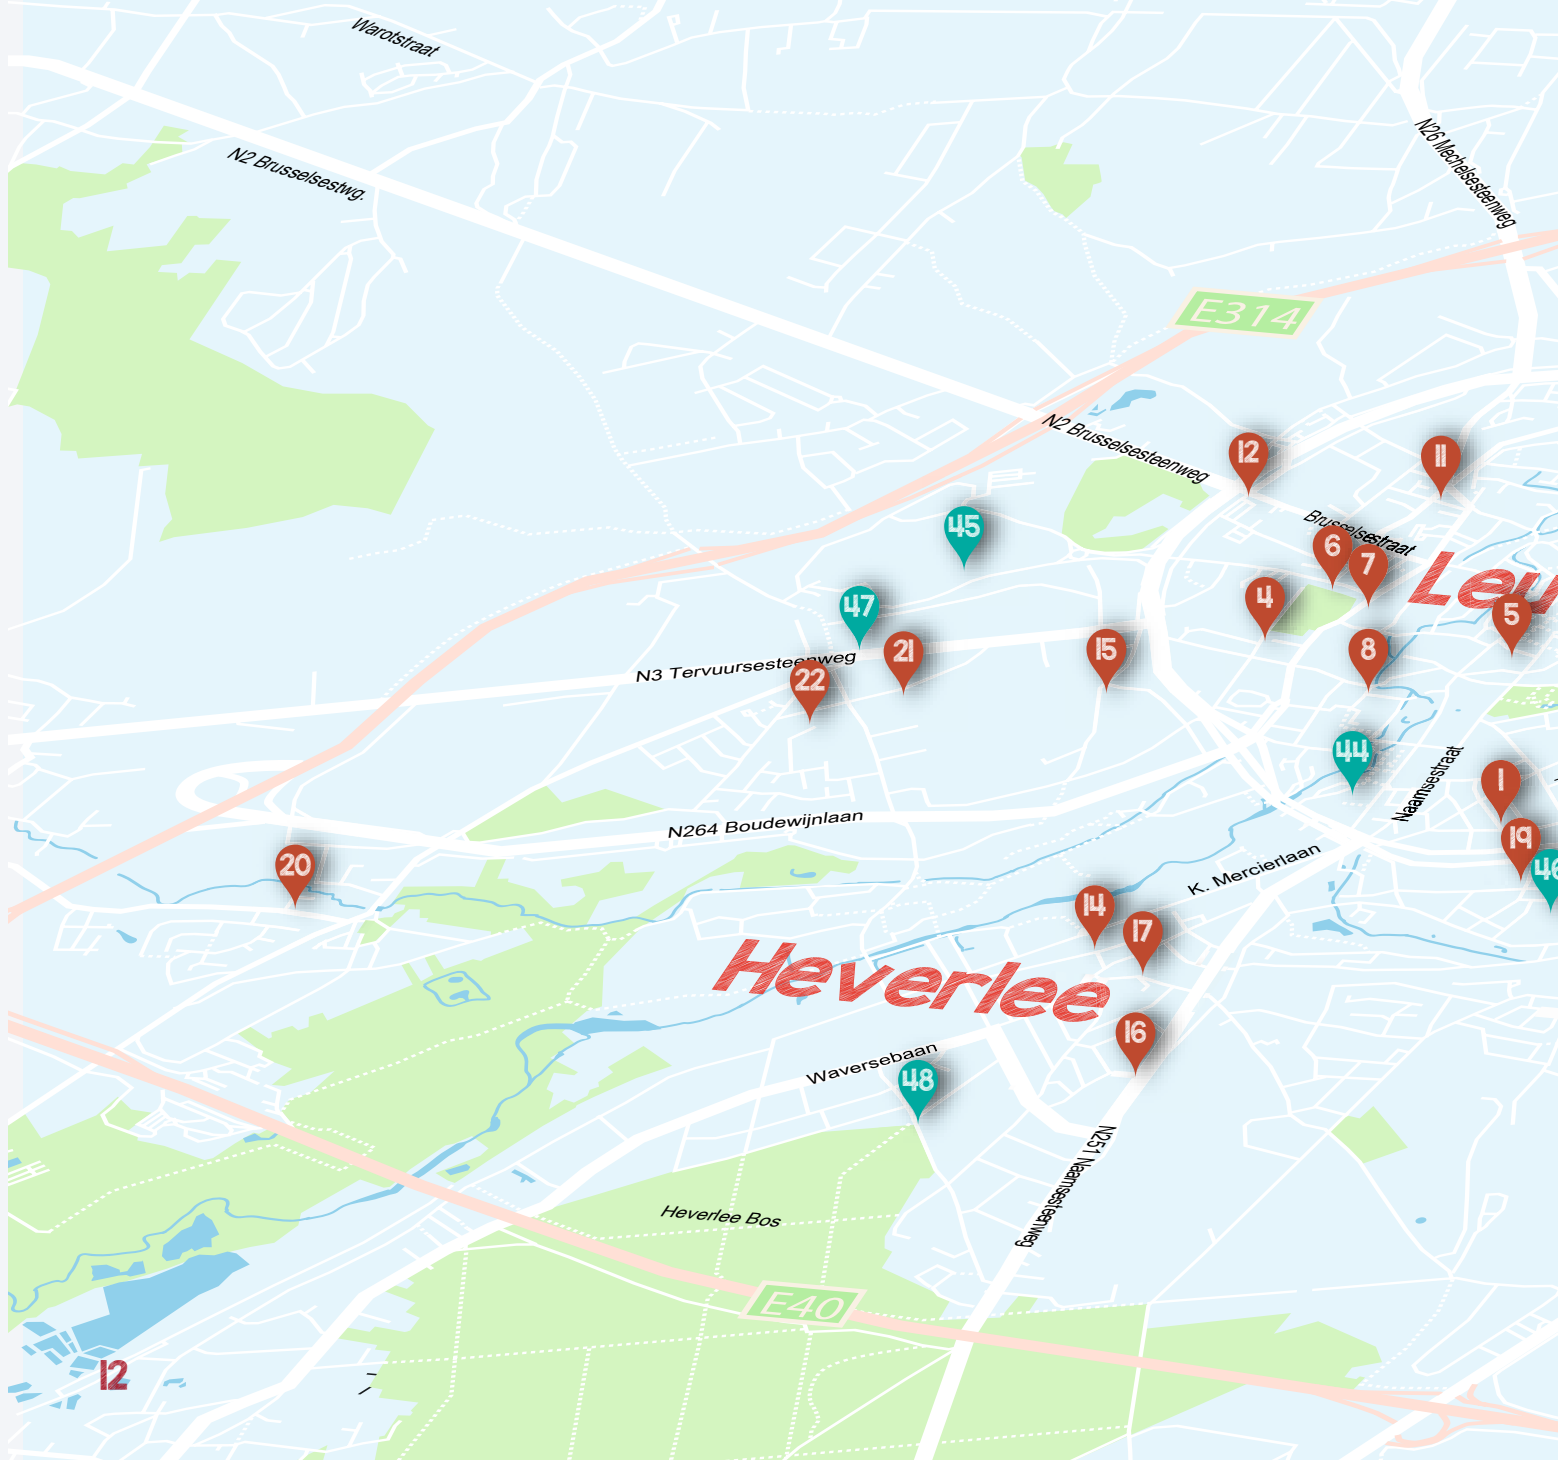 Warotstraat
N2 Brusselsestwg.
N26 Mechelsesteenweg
E314
N2 Brusselsesteenweg
12
11
45
Brusselsestraat
6
7
Leu
4
5
47
21
15
8
N3 Tervuursesteenweg
22
44
Naamsestraat
1
N264 Boudewijnlaan
19
K. Mercierlaan
20
46
14
17
Heverlee
16
Waversebaan
48
N251 Naamsesteenweg
Heverlee Bos
E40
12